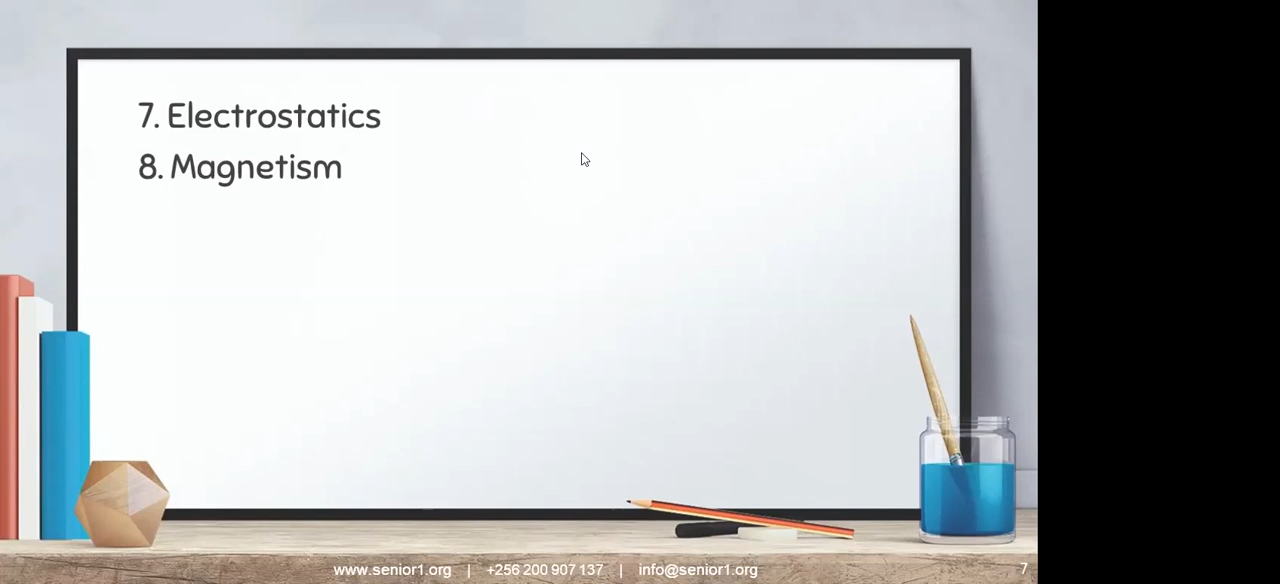 7. Electrostatics
8. Magnetism
www.senior1.org | +256 200 907 137 | info@senior1.org
7